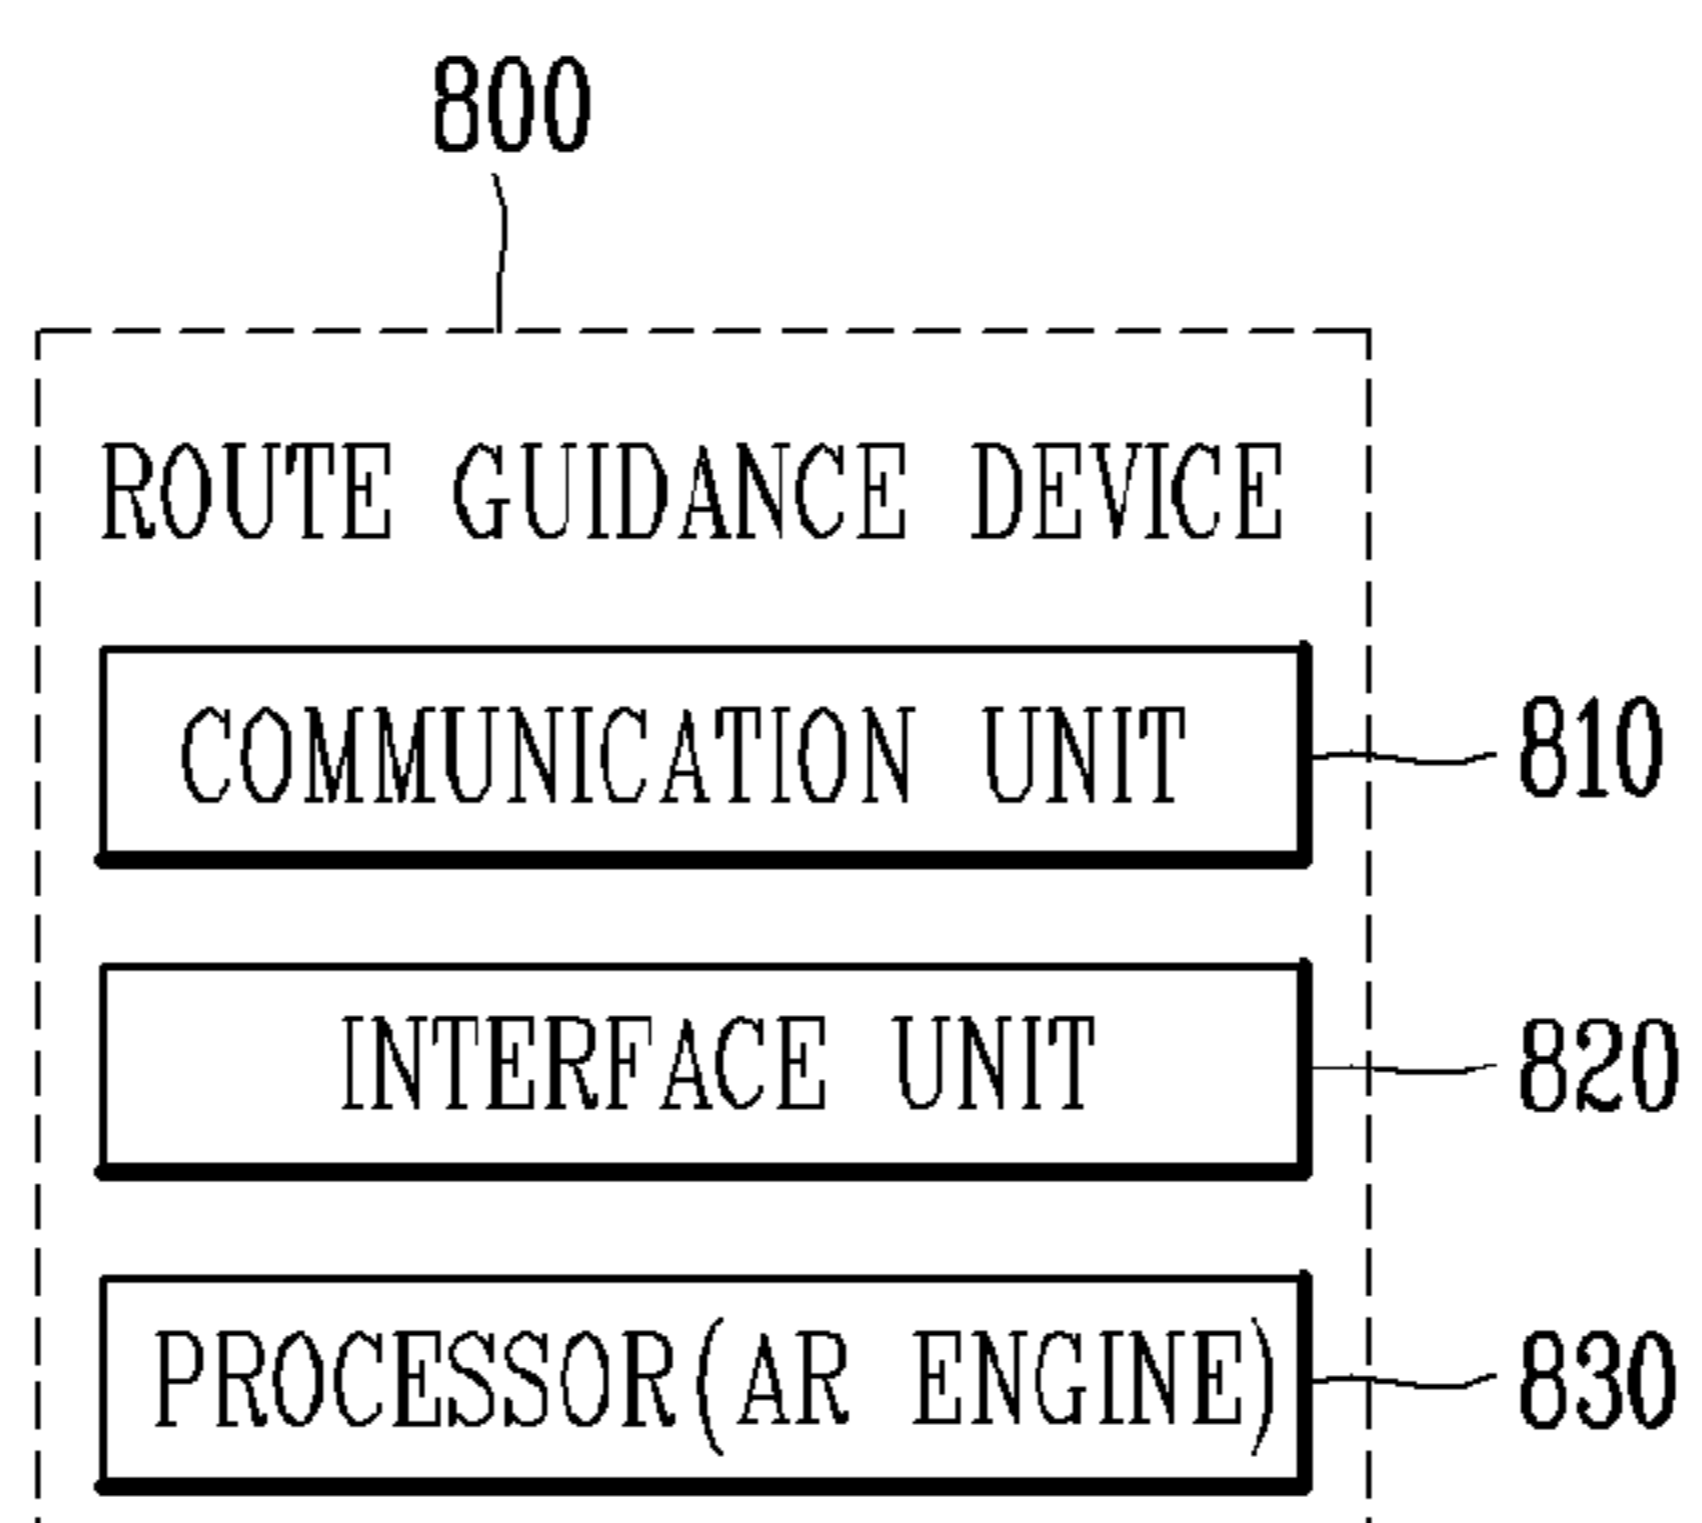 800
ROUTE GUIDANCE DEVICE
COMMUNICATION UNIT 810
INTERFACE UNIT 820
PROCESSOR(AR ENGINE) 830